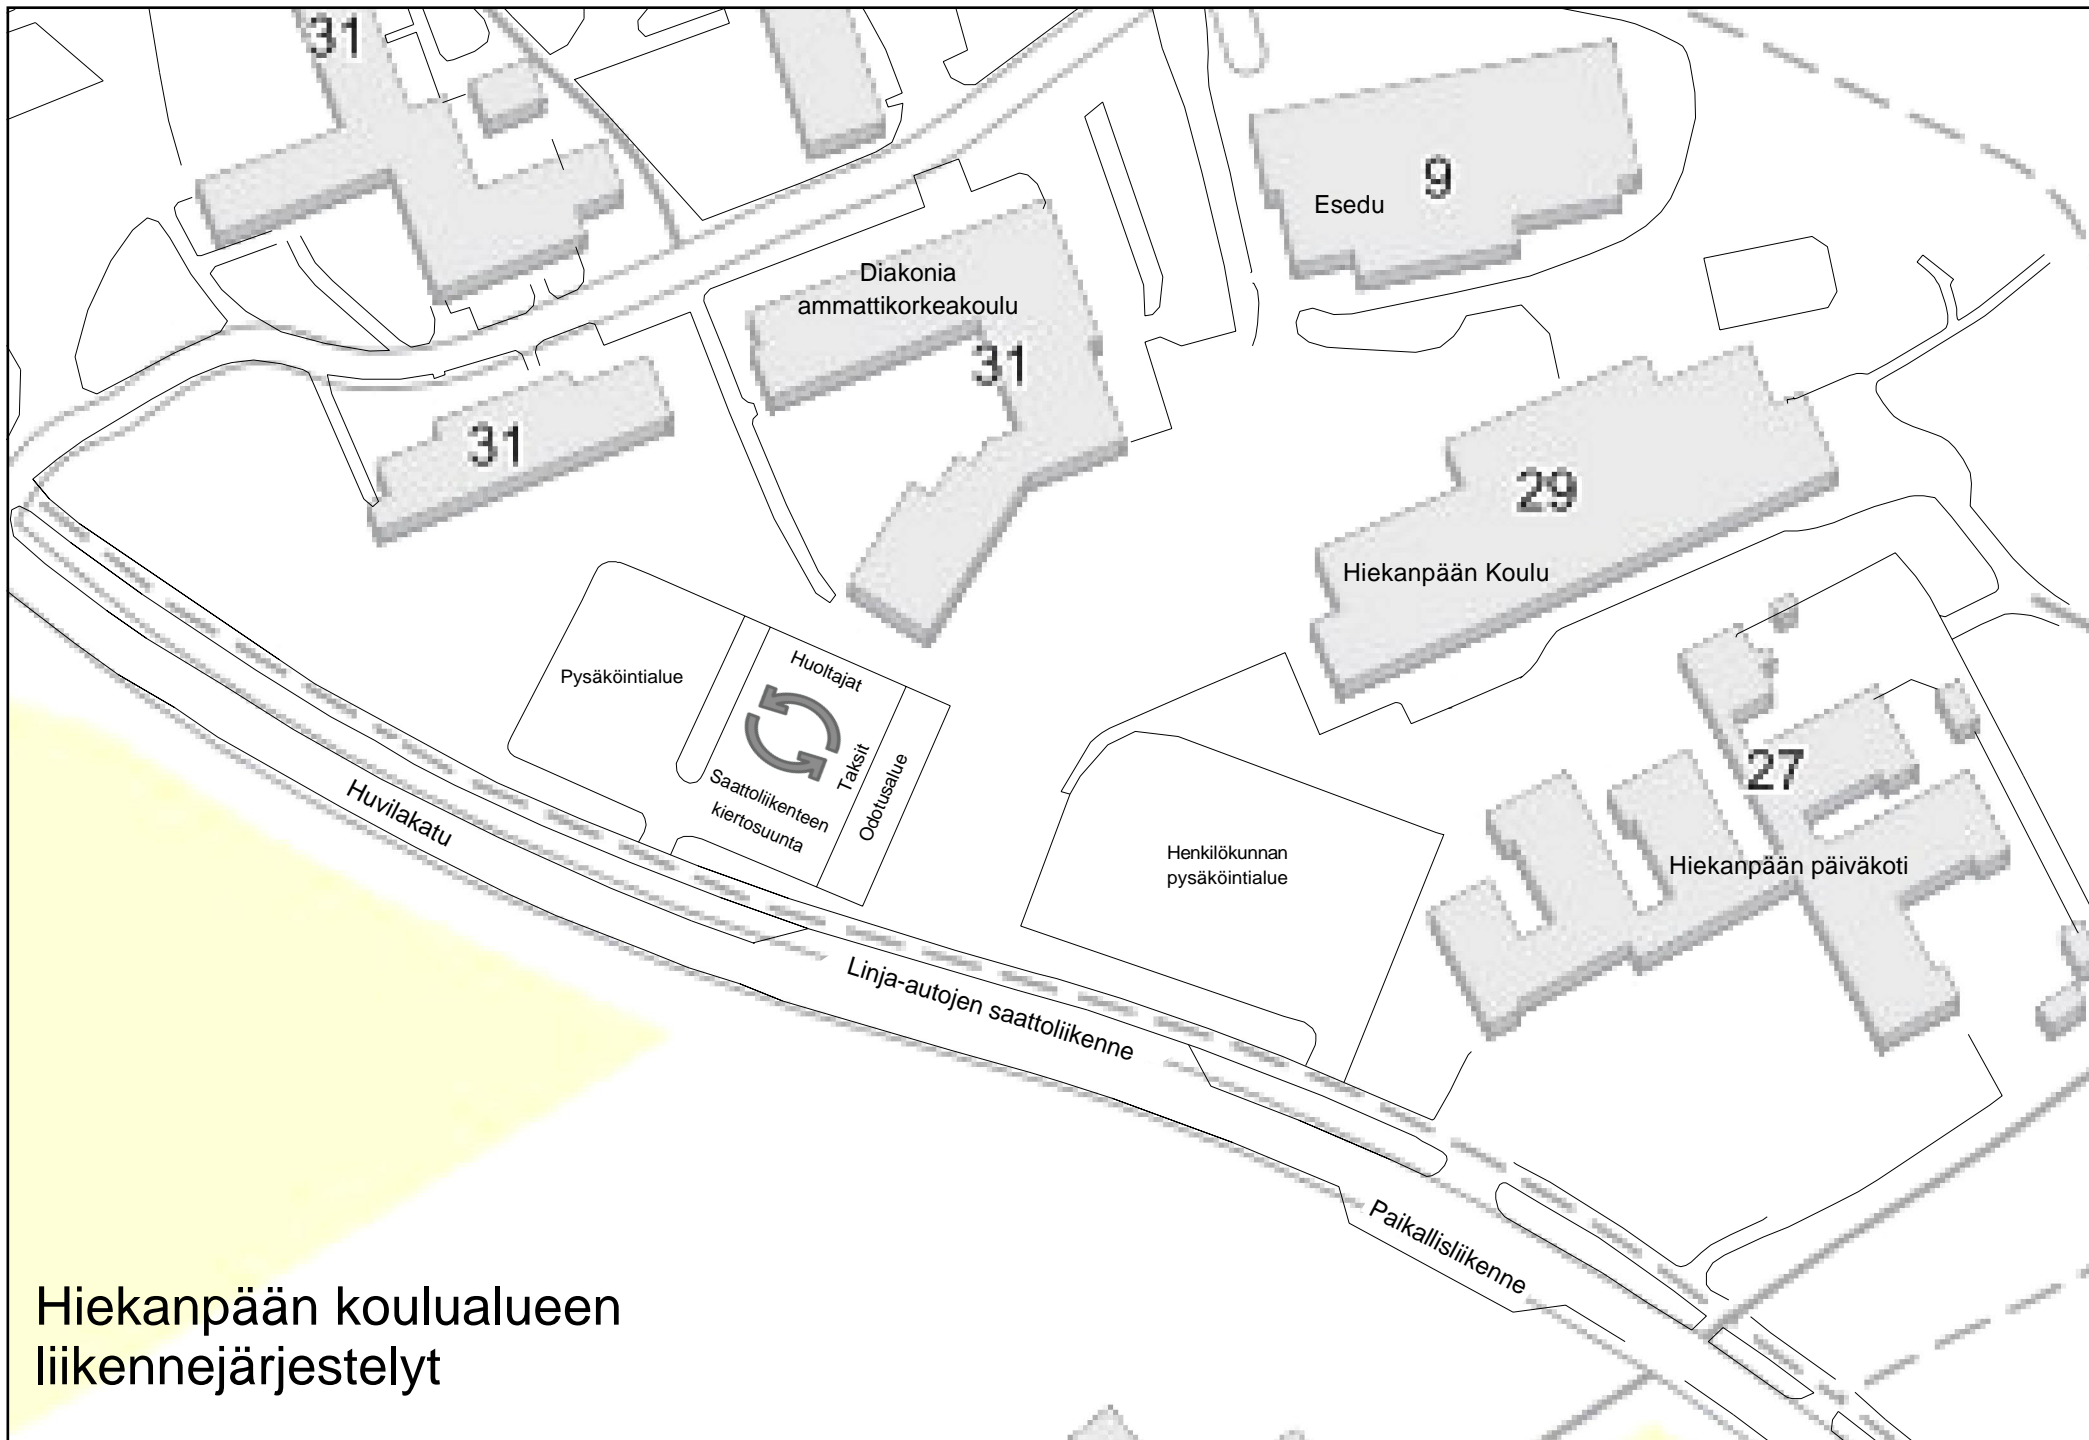 31
9
Esedu
Diakonia
ammattikorkeakoulu
31
31
29
Hiekanpään Koulu
Pysäköintialue
Huoltajat
Taksit
Odotusalue
Saattoliikenteen
kiertosuunta
27
Huvilakatu
Henkilökunnan
pysäköintialue
Hiekanpään päiväkoti
Linja-autojen saattoliikenne
Paikallisliikenne
Hiekanpään koulualueen
liikennejärjestelyt